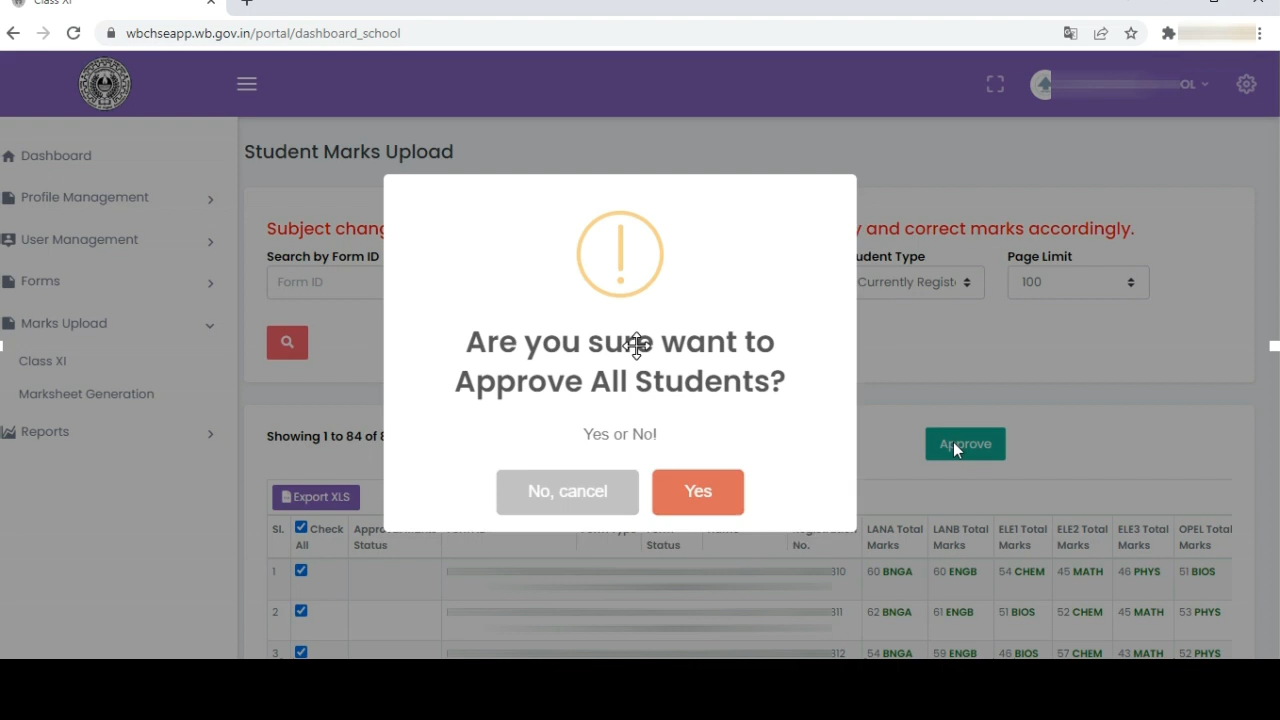 Class XI
wbchseapp.wb.gov.in/portal/dashboard_school
OL
Dashboard
Profile Management
User Management
Forms
Marks Upload
Class XI
Marksheet Generation
Reports
Student Marks Upload
Subject chang y and correct marks accordingly.
Search by Form ID udent Type Page Limit
Form ID Currently Regist 100
Are you sure want to
Approve All Students?
Yes or No!
No, cancel Yes
Showing 1 to 84 of 8
Approve
Export XLS
Sl. Check All Status Status No. LANA Total Marks LANB Total Marks ELE1 Total Marks ELE2 Total Marks ELE3 Total Marks OPEL Total Marks
1 310 60 BNGA 60 ENGB 54 CHEM 45 MATH 46 PHYS 51 BIOS
2 311 62 BNGA 61 ENGB 51 BIOS 52 CHEM 45 MATH 53 PHYS
3 312 54 BNGA 59 ENGB 46 BIOS 57 CHEM 43 MATH 52 PHYS